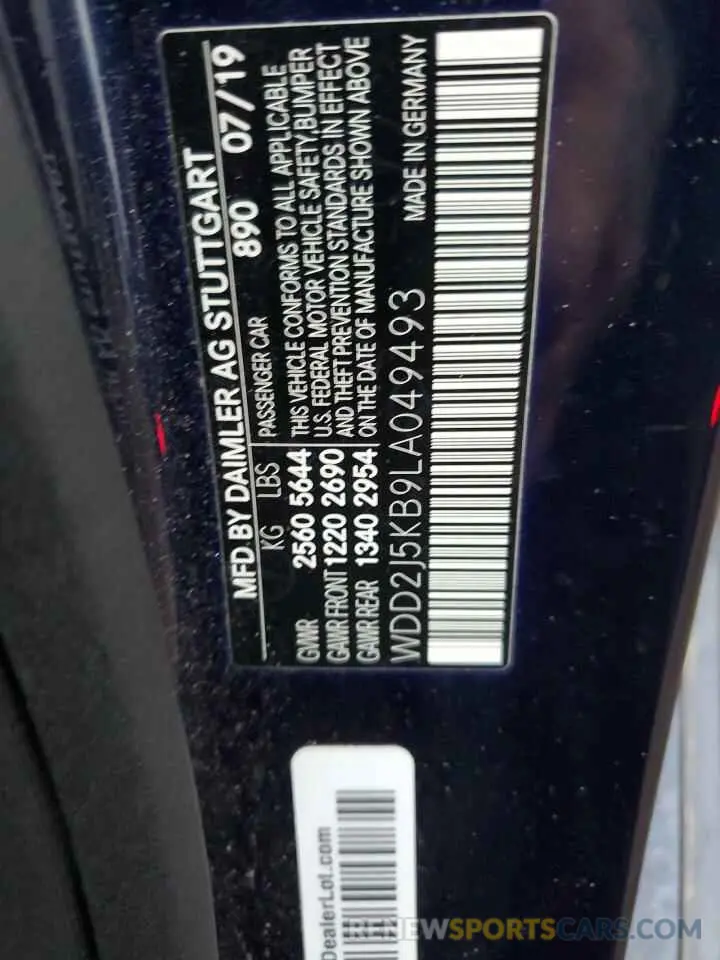 MFD BY DAIMLER AG STUTTGART
890 07/19
KG LBS PASSENGER CAR
GVWR 2560 5644 THIS VEHICLE CONFORMS TO ALL APPLICABLE
GAWR FRONT 1220 2690 U.S. FEDERAL MOTOR VEHICLE SAFETY, BUMPER
GAWR REAR 1340 2954 AND THEFT PREVENTION STANDARDS IN EFFECT
ON THE DATE OF MANUFACTURE SHOWN ABOVE
WDD2J5KB9LA049493 MADE IN GERMANY
DealerLot.com
RENEWSPORTSCARS.COM